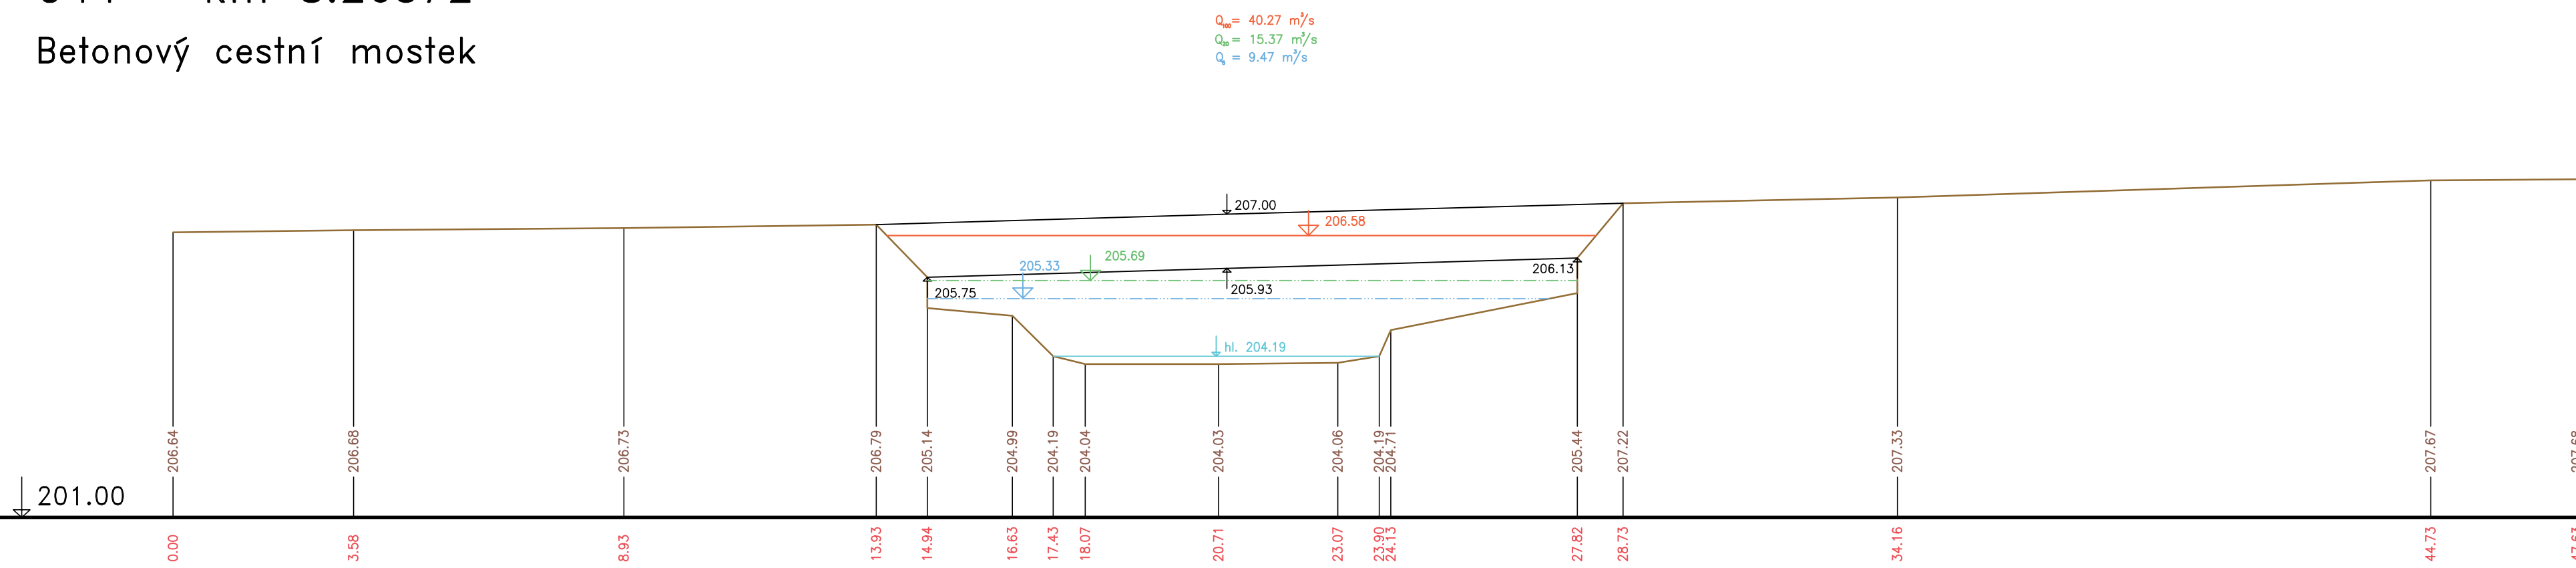 Betonový cestní mostek
Q100= 40.27 m³/s
Q20= 15.37 m³/s
= 9.47 m³/s
207.00
206.58
205.69
205.33
206.13
205.93
205.75
hl. 204.19
206.64 206.68 206.73 206.79 205.14 204.99 204.19 204.04 204.03 204.06 204.19 204.71 205.44 207.22 207.33 207.67
201.00
0.00 3.58 8.93 13.93 14.94 16.63 17.43 18.07 20.71 23.07 23.90 24.13 27.82 28.73 34.16 44.73